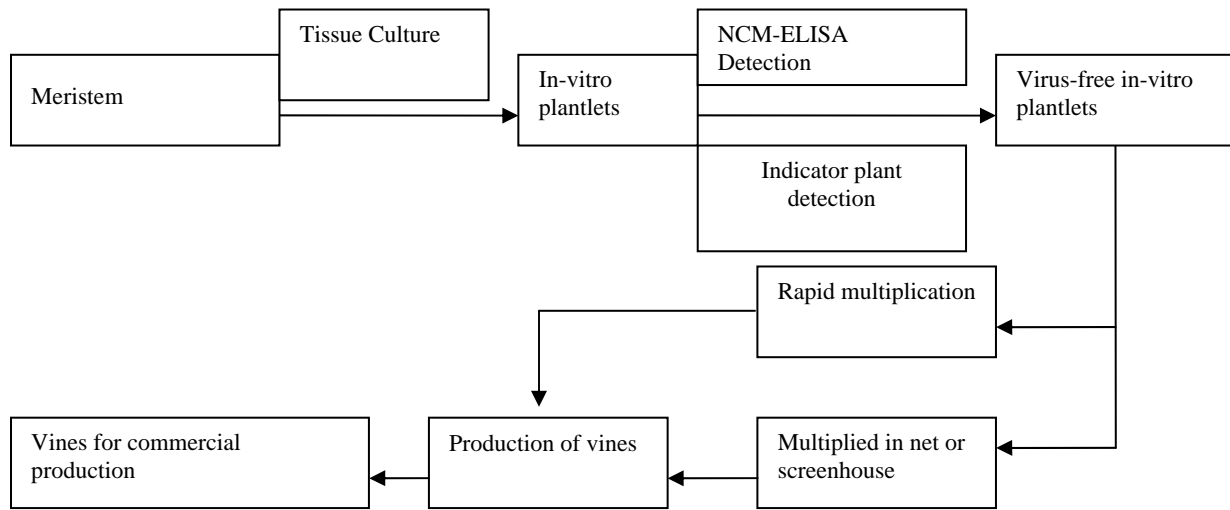 Tissue Culture
NCM-ELISA
Detection
Meristem
In-vitro
plantlets
Virus-free in-vitro
plantlets
Indicator plant
detection
Rapid multiplication
Vines for commercial
production
Production of vines
Multiplied in net or
screenhouse